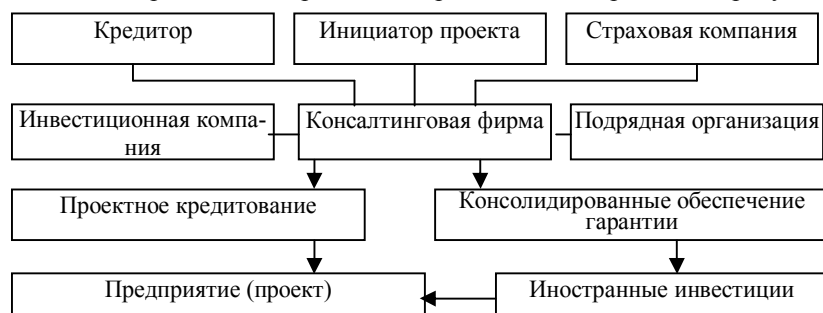 Кредитор
Инициатор проекта
Страховая компания
Инвестиционная компа-
ния
Консалтинговая фирма
Подрядная организация
Проектное кредитование
Консолидированные обеспечение
гарантии
Предприятие (проект)
Иностранные инвестиции